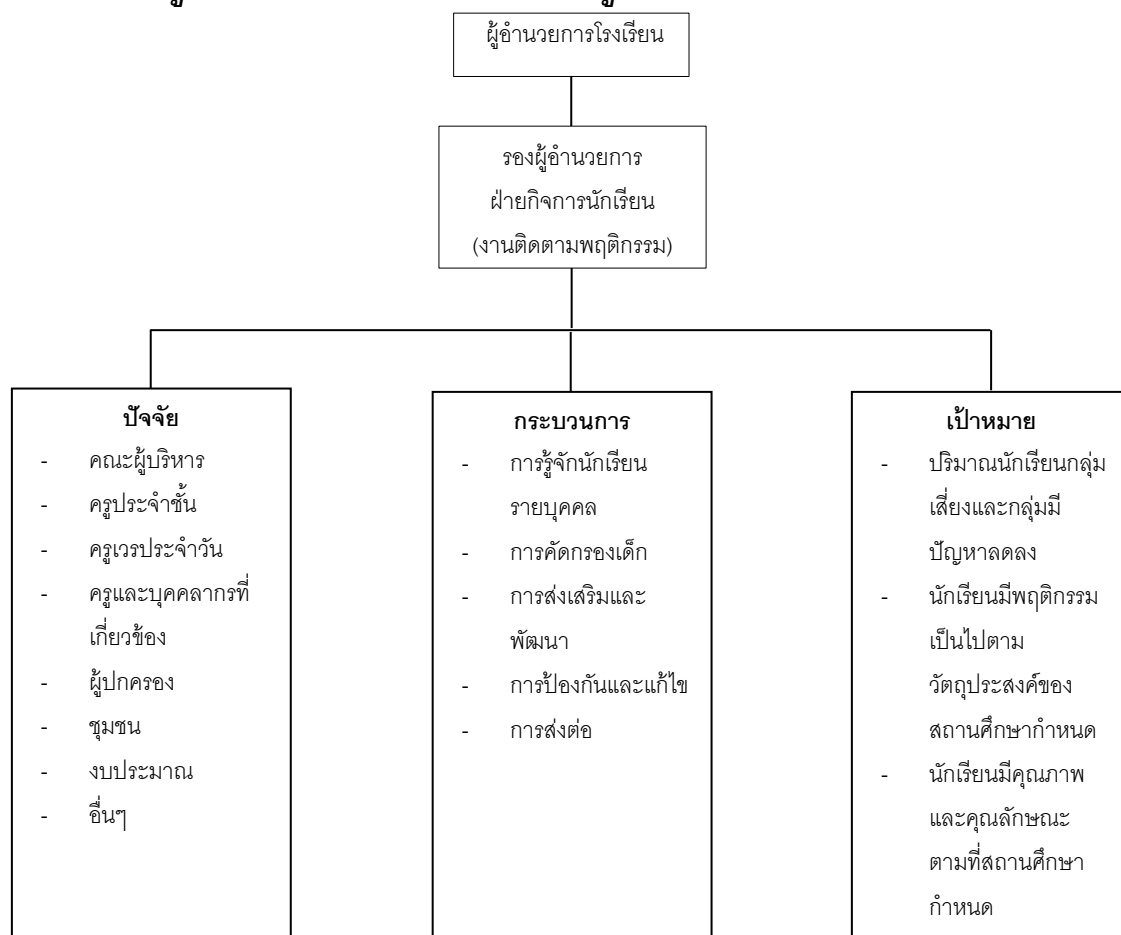 ผู้อำนวยการโรงเรียน
รองผู้อำนวยการ
ฝ่ายกิจการนักเรียน
(งานติดตามพฤติกรรม)
ปัจจัย
- คณะผู้บริหาร
- ครูประจำชั้น
- ครูเวรประจำวัน
- ครูและบุคคลากรที่
เกี่ยวข้อง
- ผู้ปกครอง
- ชุมชน
- งบประมาณ
- อื่นๆ
กระบวนการ
- การรู้จักนักเรียน
รายบุคคล
- การคัดกรองเด็ก
- การส่งเสริมและ
พัฒนา
- การป้องกันและแก้ไข
- การส่งต่อ
เป้าหมาย
- ปริมาณนักเรียนกลุ่ม
เสี่ยงและกลุ่มมี
ปัญหาลดลง
- นักเรียนมีพฤติกรรม
เป็นไปตาม
วัตถุประสงค์ของ
สถานศึกษากำหนด
- นักเรียนมีคุณภาพ
และคุณลักษณะ
ตามที่สถานศึกษา
กำหนด